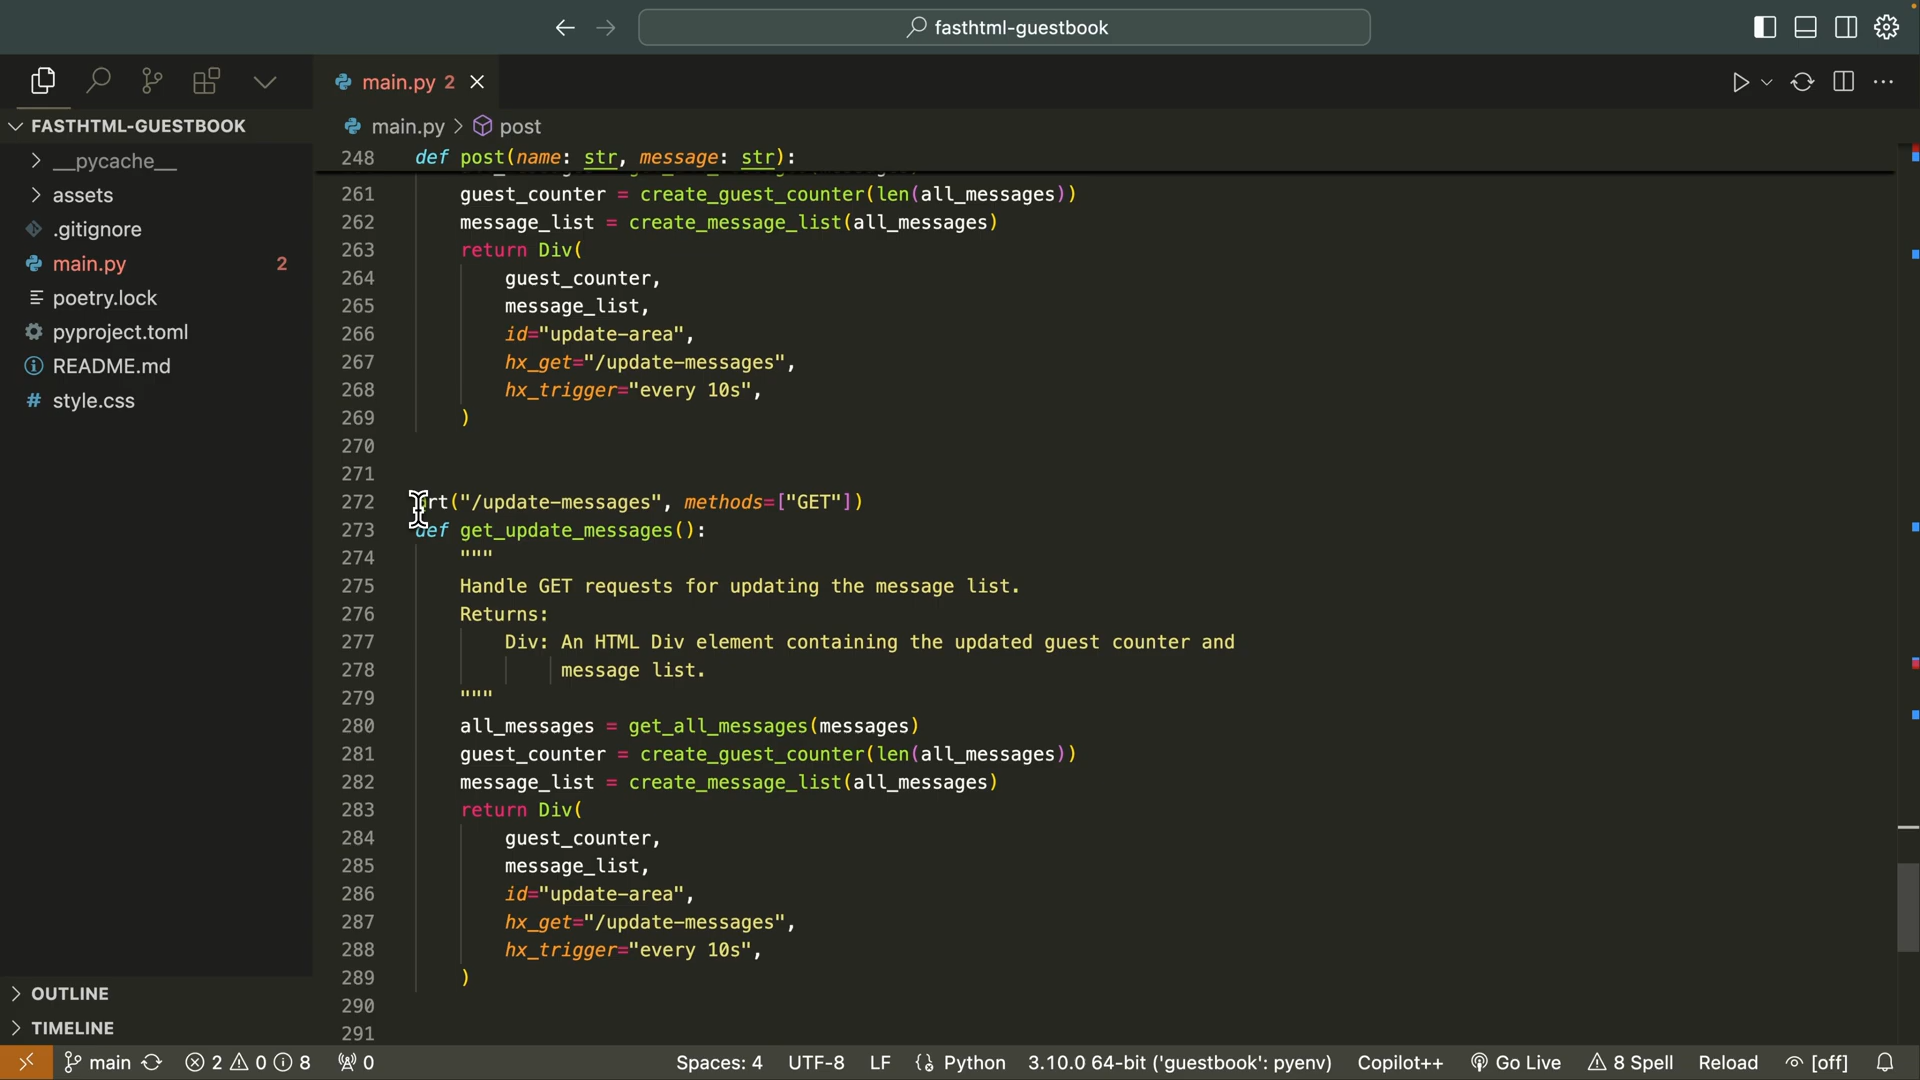 fasthtml-guestbook
main.py 2
FASTHTML-GUESTBOOK
main.py > post
__pycache__
assets
.gitignore
main.py 2
poetry.lock
pyproject.toml
README.md
# style.css
OUTLINE
TIMELINE
248 def post(name: str, message: str):
261 guest_counter = create_guest_counter(len(all_messages))
262 message_list = create_message_list(all_messages)
263 return Div(
264 guest_counter,
265 message_list,
266 id="update-area",
267 hx_get="/update-messages",
268 hx_trigger="every 10s",
269 )
270
271
272 rt("/update-messages", methods=["GET"])
273 def get_update_messages():
274 """
275 Handle GET requests for updating the message list.
276 Returns:
277 Div: An HTML Div element containing the updated guest counter and
278 message list.
279 """
280 all_messages = get_all_messages(messages)
281 guest_counter = create_guest_counter(len(all_messages))
282 message_list = create_message_list(all_messages)
283 return Div(
284 guest_counter,
285 message_list,
286 id="update-area",
287 hx_get="/update-messages",
288 hx_trigger="every 10s",
289 )
290
291
main 2 0 8 0 Spaces: 4 UTF-8 LF Python 3.10.0 64-bit ('guestbook': pyenv) Copilot++ Go Live 8 Spell Reload [off]